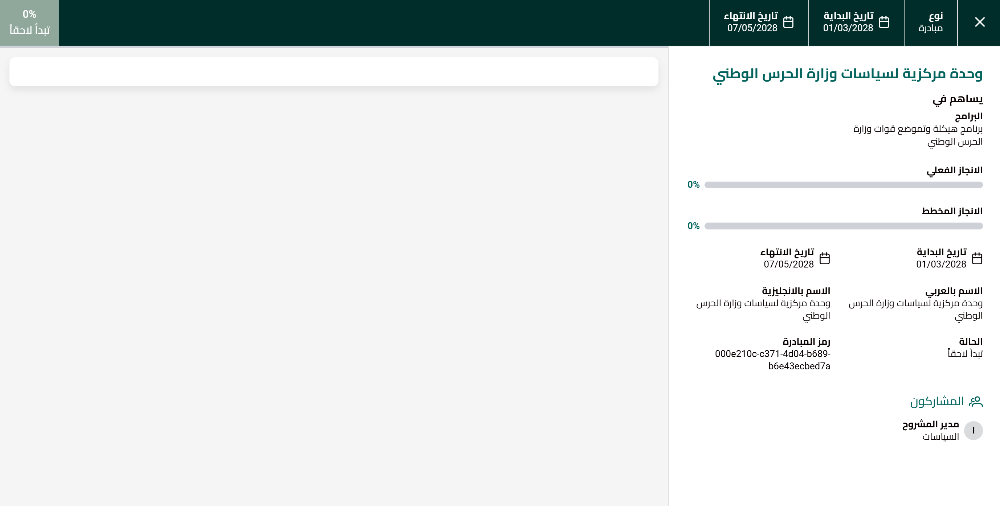 نوع
مبادرة
تاريخ البداية
01/03/2028
تاريخ الانتهاء
07/05/2028
0%
تبدأ لاحقاً
وحدة مركزية لسياسات وزارة الحرس الوطني
يساهم في
البرامج
برنامج هيكلة وتموضع قوات وزارة
الحرس الوطني
الانجاز الفعلي
0%
الانجاز المخطط
0%
تاريخ البداية
01/03/2028
تاريخ الانتهاء
07/05/2028
الاسم بالعربي
وحدة مركزية لسياسات وزارة الحرس
الوطني
الاسم بالانجليزية
وحدة مركزية لسياسات وزارة الحرس
الوطني
الحالة
تبدأ لاحقاً
رمز المبادرة
000e210c-c371-4d04-b689-
b6e43ecbed7a
المشاركون
ا
مدير المشروح
السياسات